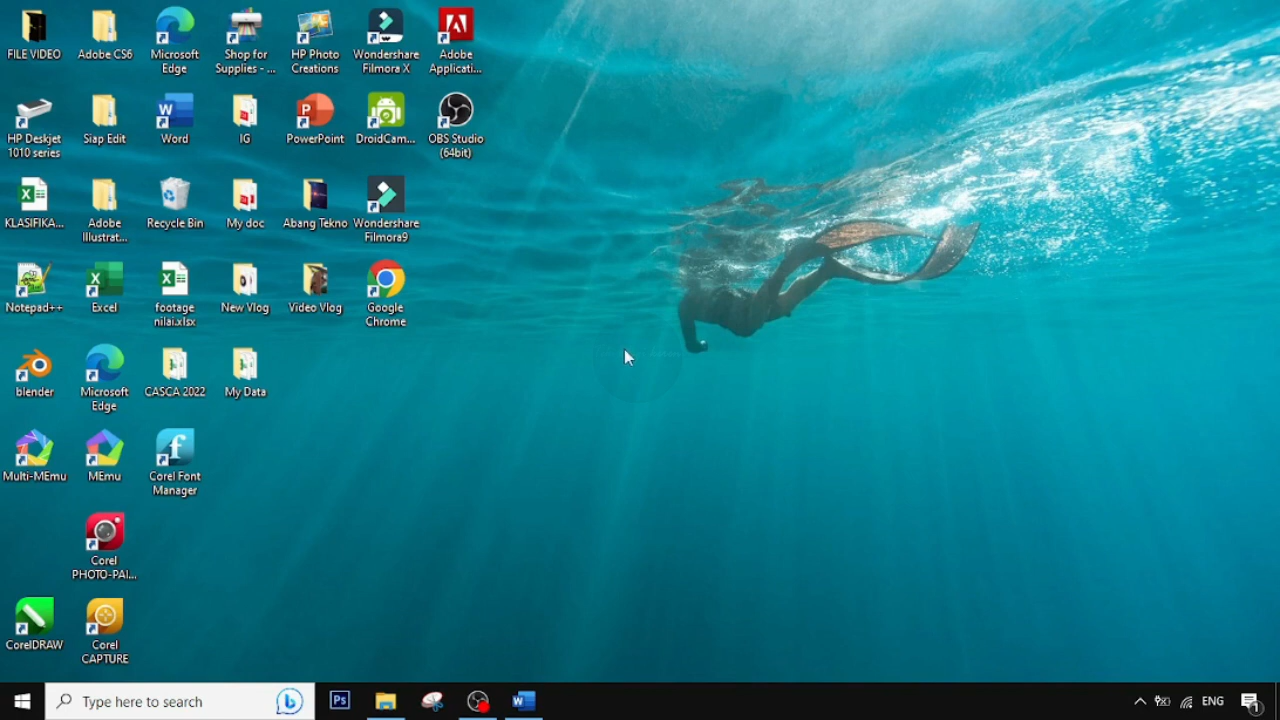 FILE VIDEO
Adobe CS6
Microsoft
Edge
Shop for
Supplies - ...
HP Photo
Creations
Wondershare
Filmora X
Adobe
Applicati...
HP Deskjet
1010 series
Siap Edit
Word
IG
PowerPoint
DroidCam...
OBS Studio
(64bit)
KLASIFIKA...
Adobe
Illustrat...
Recycle Bin
My doc
Abang Tekno
Wondershare
Filmora9
Notepad++
Excel
footage
nilai.xlsx
New Vlog
Video Vlog
Google
Chrome
blender
Microsoft
Edge
CASCA 2022
My Data
Multi-MEmu
MEmu
Corel Font
Manager
Corel
PHOTO-PAI...
CorelDRAW
Corel
CAPTURE
Type here to search
Ps
ENG
1